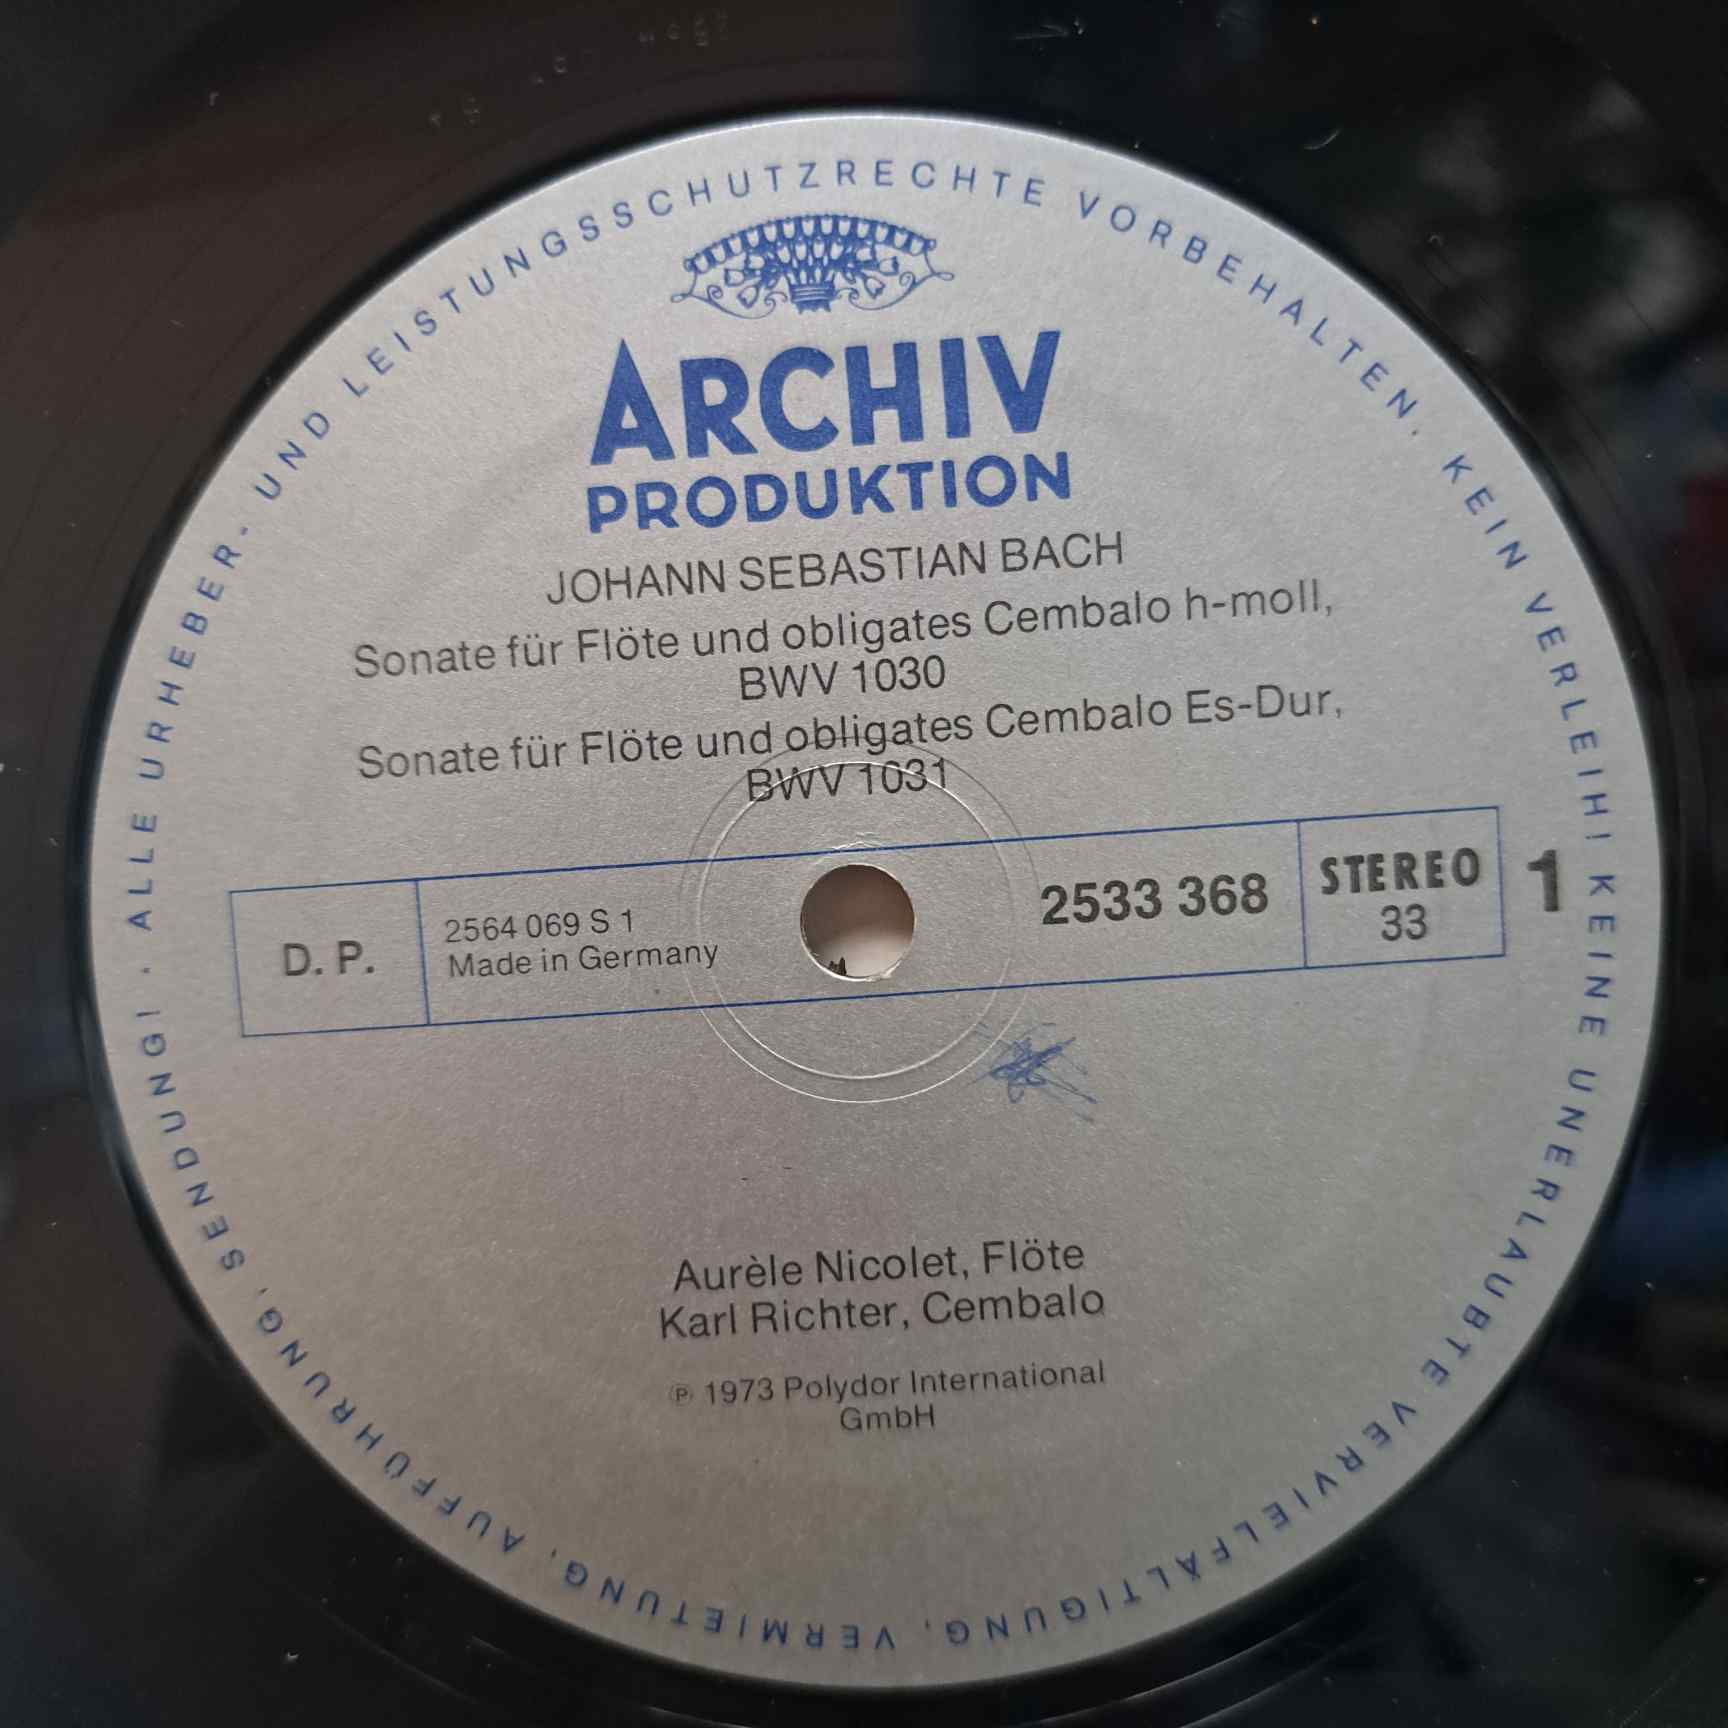 ALLE URHEBER- UND LEISTUNGSSCHUTZRECHTE VORBEHALTEN. KEIN VERLEIH! KEINE UNERLAUBTE VERVIELFÄLTIGUNG, VERMIETUNG, AUFFÜHRUNG, SENDUNG! .
ARCHIV
PRODUKTION
JOHANN SEBASTIAN BACH
Sonate für Flöte und obligates Cembalo h-moll,
BWV 1030
Sonate für Flöte und obligates Cembalo Es-Dur,
BWV 1031
D. P.
2564 069 S 1
Made in Germany
2533 368
STEREO
33
1
Aurèle Nicolet, Flöte
Karl Richter, Cembalo
℗ 1973 Polydor International
GmbH